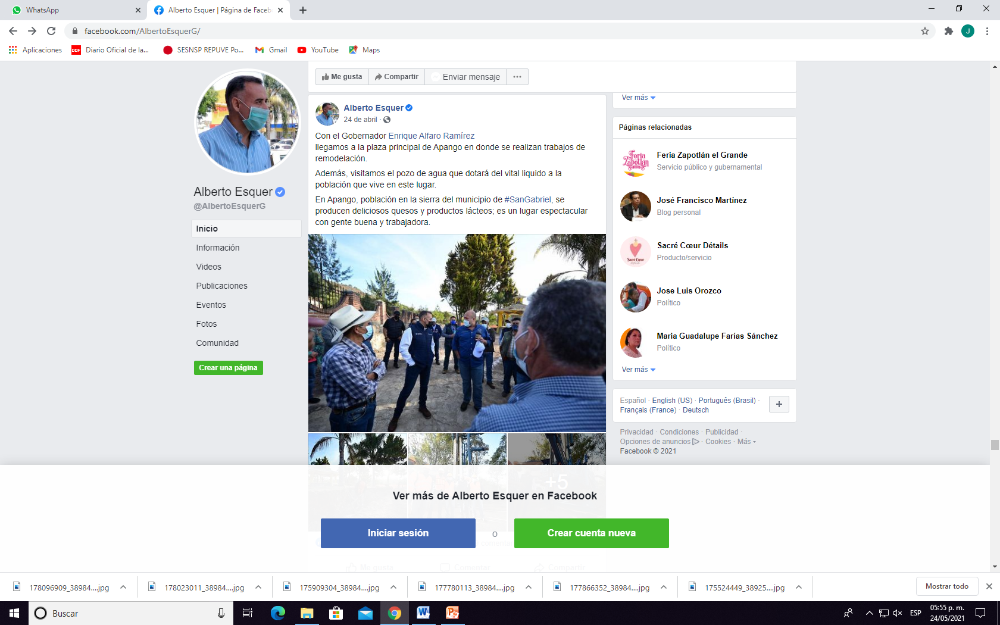 WhatsApp
Alberto Esquer | Página de Faceb
facebook.com/AlbertoEsquerG/
J
Aplicaciones
DOF
Diario Oficial de la...
SESNSP REPUVE Po...
Gmail
YouTube
Maps
Me gusta
Compartir
Enviar mensaje
Alberto Esquer
@AlbertoEsquerG
Inicio
Información
Videos
Publicaciones
Eventos
Fotos
Comunidad
Crear una página
Alberto Esquer
24 de abril ·
Con el Gobernador Enrique Alfaro Ramírez
llegamos a la plaza principal de Apango en donde se realizan trabajos de
remodelación.
Además, visitamos el pozo de agua que dotará del vital liquido a la
población que vive en este lugar.
En Apango, población en la sierra del municipio de #SanGabriel, se
producen deliciosos quesos y productos lácteos; es un lugar espectacular
con gente buena y trabajadora.
+5
Ver más
Páginas relacionadas
Feria Zapotlán el Grande
Servicio público y gubernamental
José Francisco Martínez
Blog personal
Sacré Cœur Détails
Producto/servicio
Jose Luis Orozco
Político
Maria Guadalupe Farías Sánchez
Político
Ver más
Español · English (US) · Português (Brasil) ·
Français (France) · Deutsch
Privacidad · Condiciones · Publicidad ·
Opciones de anuncios · Cookies · Más
Facebook © 2021
Ver más de Alberto Esquer en Facebook
Iniciar sesión
o
Crear cuenta nueva
Me gusta
Comentar
Compartir
178096909_38984....jpg
178023011_38984....jpg
175909304_38984....jpg
177780113_38984....jpg
177866352_38984....jpg
175524449_38925....jpg
Mostrar todo
Buscar
ESP
05:55 p. m.
24/05/2021